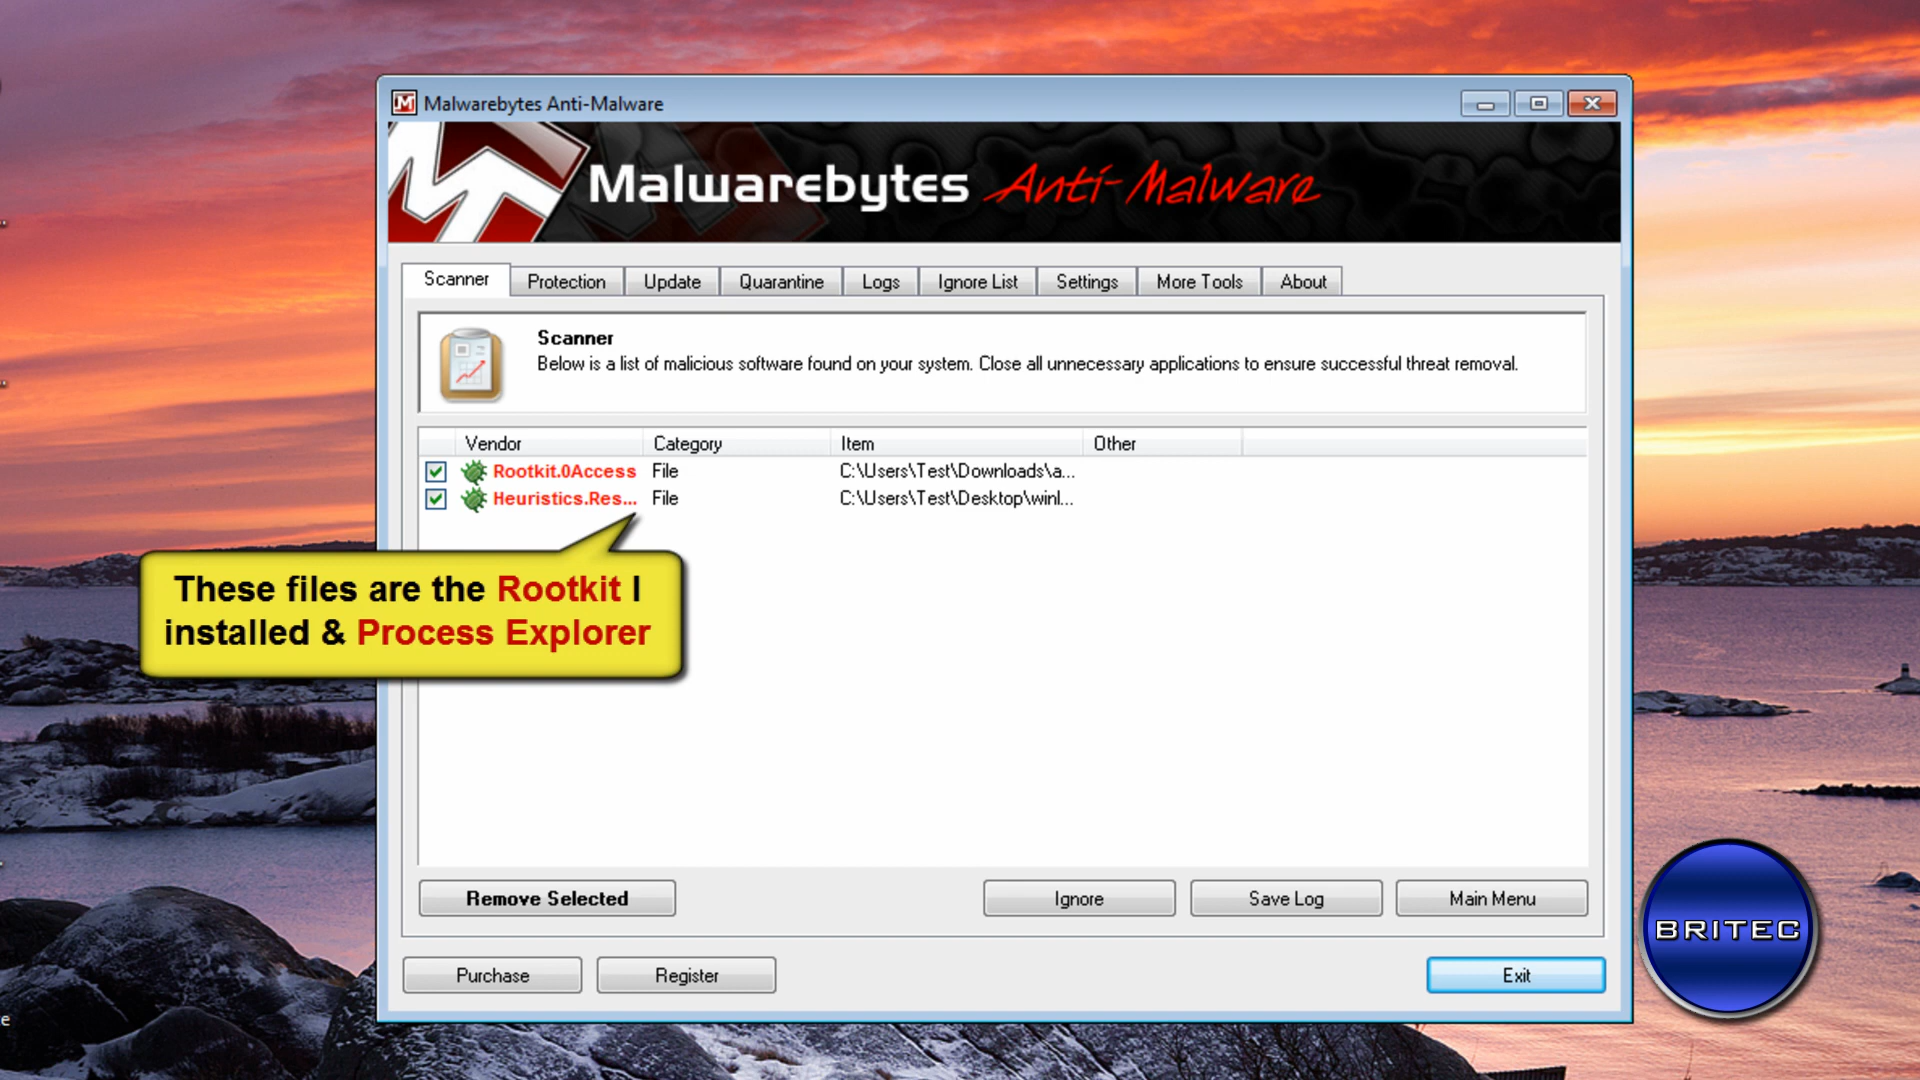 Malwarebytes Anti-Malware
Malwarebytes Anti-Malware
Scanner Protection Update Quarantine Logs Ignore List Settings More Tools About
Scanner
Below is a list of malicious software found on your system. Close all unnecessary applications to ensure successful threat removal.
Vendor Category Item Other
Rootkit.0Access File C:\Users\Test\Downloads\a...
Heuristics.Res... File C:\Users\Test\Desktop\winl...
These files are the Rootkit I
installed & Process Explorer
Remove Selected Ignore Save Log Main Menu
BRITEC
Purchase Register Exit
e